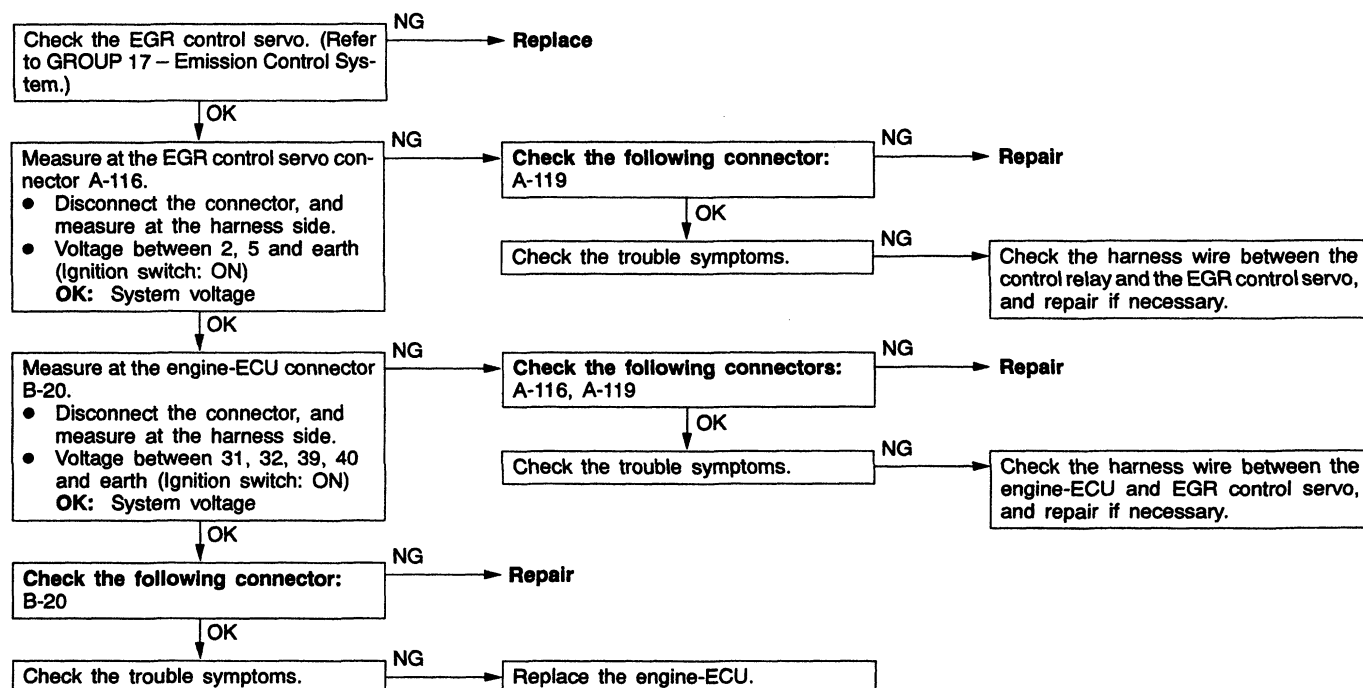 NG
Check the EGR control servo. (Refer
to GROUP 17 – Emission Control Sys-
tem.)
Replace
OK
Measure at the EGR control servo con-
nector A-116.
● Disconnect the connector, and
measure at the harness side.
● Voltage between 2, 5 and earth
(Ignition switch: ON)
OK: System voltage
NG
Check the following connector:
A-119
NG
Repair
OK
Check the trouble symptoms.
NG
Check the harness wire between the
control relay and the EGR control servo,
and repair if necessary.
OK
Measure at the engine-ECU connector
B-20.
● Disconnect the connector, and
measure at the harness side.
● Voltage between 31, 32, 39, 40
and earth (Ignition switch: ON)
OK: System voltage
NG
Check the following connectors:
A-116, A-119
NG
Repair
OK
Check the trouble symptoms.
NG
Check the harness wire between the
engine-ECU and EGR control servo,
and repair if necessary.
OK
Check the following connector:
B-20
NG
Repair
OK
Check the trouble symptoms.
NG
Replace the engine-ECU.